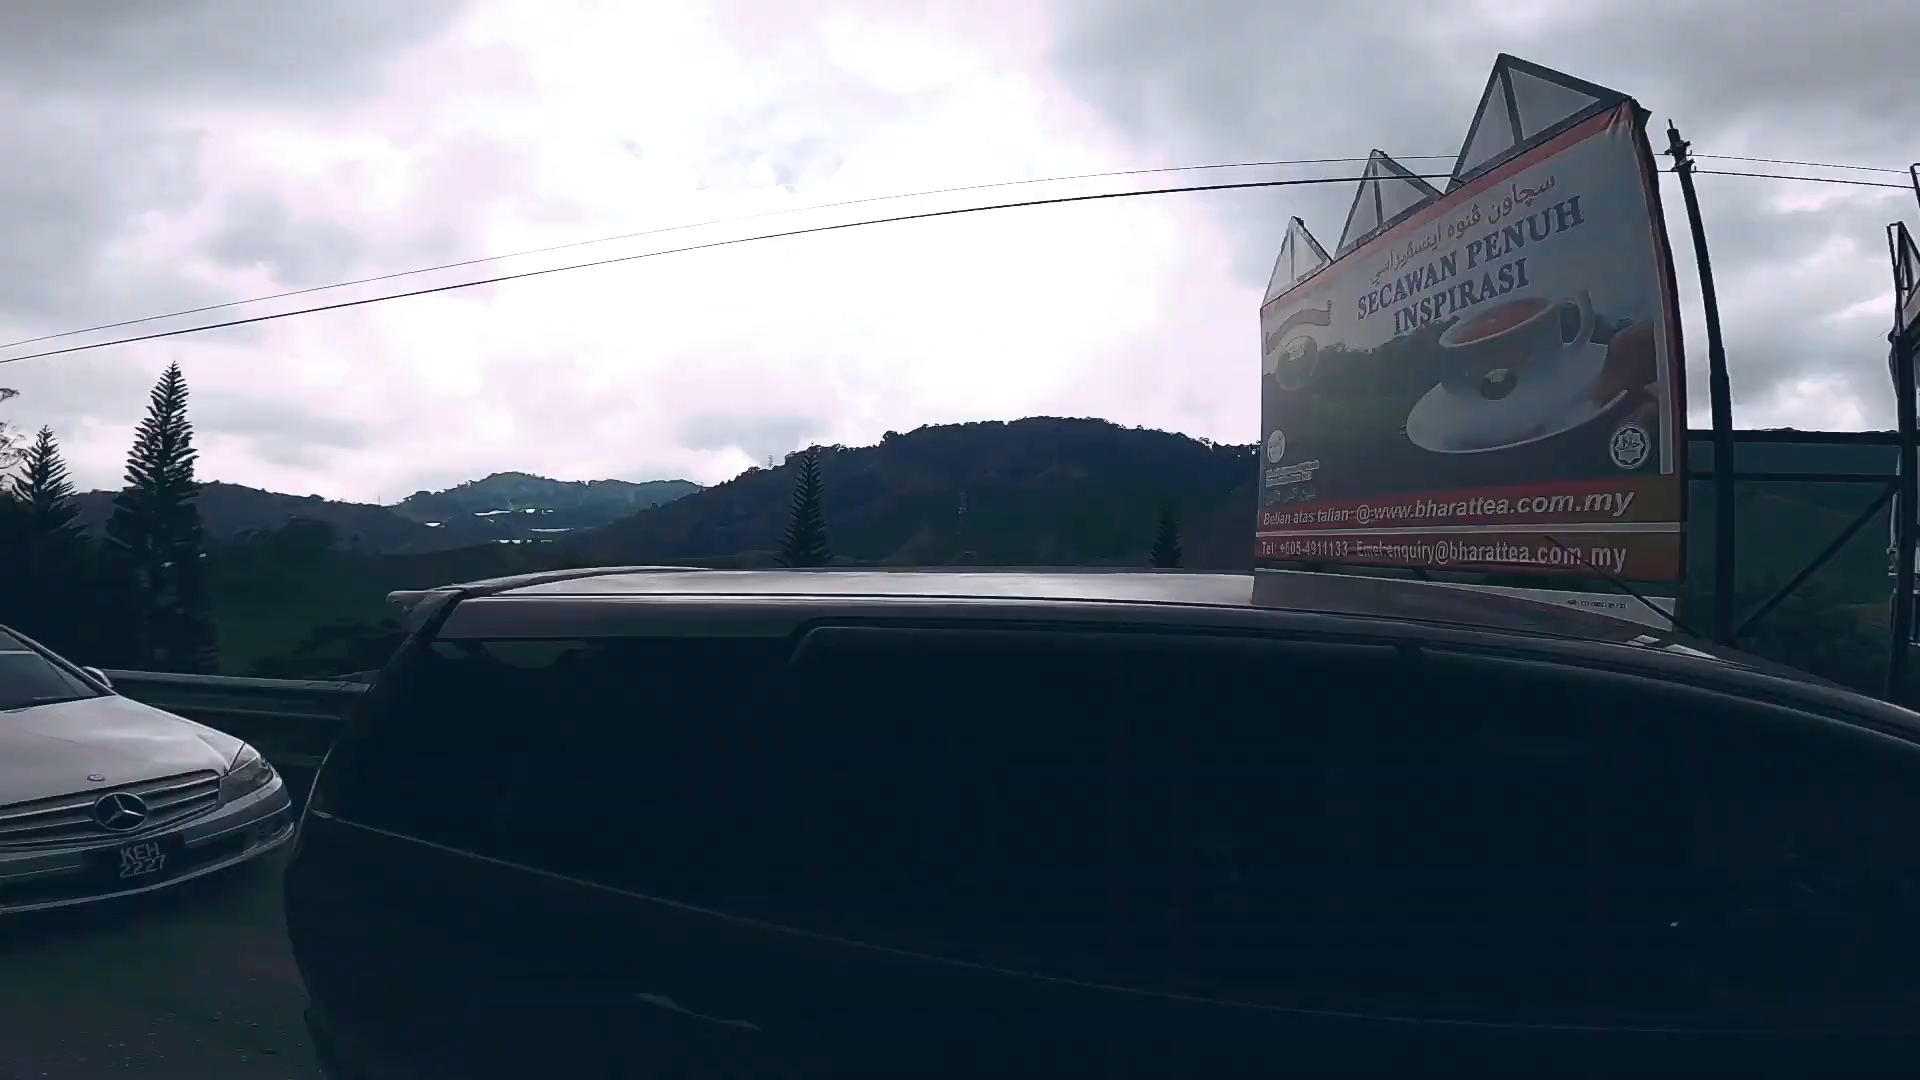 سچاون ڤنوه اينسڤيراسي
SECAWAN PENUH
INSPIRASI
Belian atas talian @ www.bharattea.com.my
Tel: +605-4911133 Emel enquiry@bharattea.com.my
KEH
2227